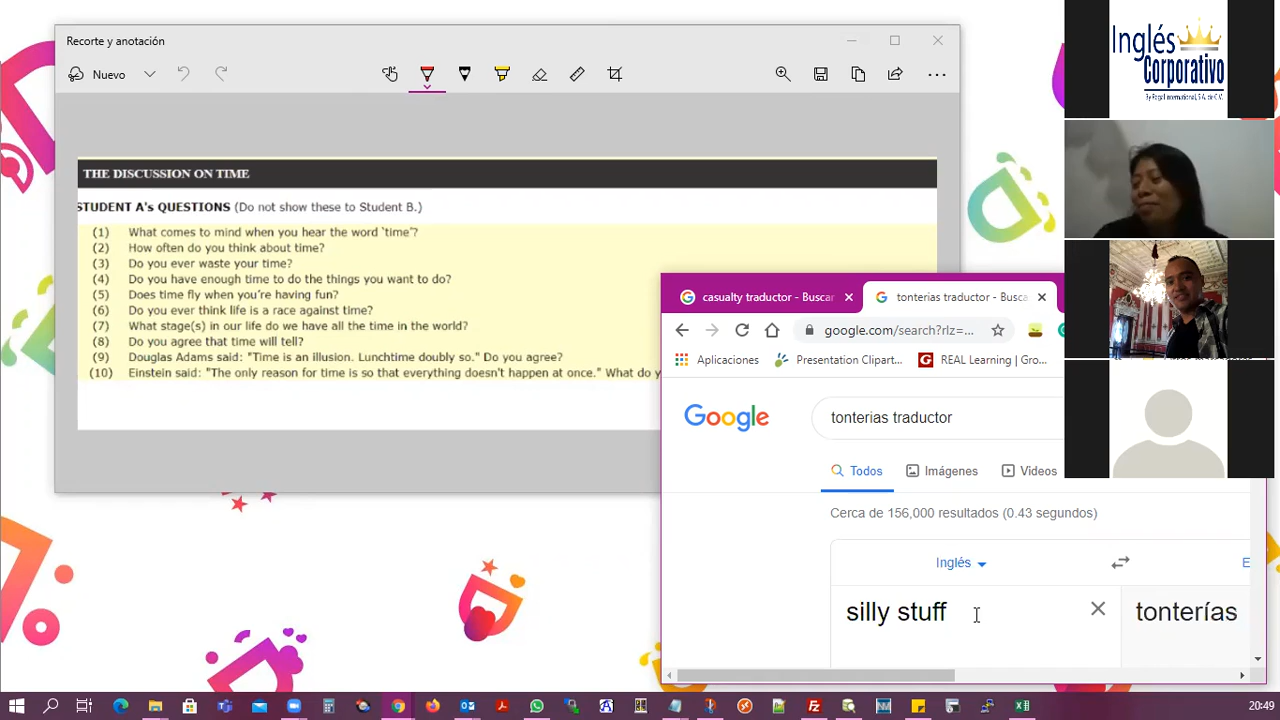 Recorte y anotación
Nuevo
THE DISCUSSION ON TIME
STUDENT A's QUESTIONS (Do not show these to Student B.)
(1) What comes to mind when you hear the word 'time'?
(2) How often do you think about time?
(3) Do you ever waste your time?
(4) Do you have enough time to do the things you want to do?
(5) Does time fly when you're having fun?
(6) Do you ever think life is a race against time?
(7) What stage(s) in our life do we have all the time in the world?
(8) Do you agree that time will tell?
(9) Douglas Adams said: "Time is an illusion. Lunchtime doubly so." Do you agree?
(10) Einstein said: "The only reason for time is so that everything doesn't happen at once." What do y
casualty traductor - Buscar
tonterias traductor - Busca
google.com/search?rlz=...
Aplicaciones
Presentation Clipart...
REAL Learning | Gro...
Google
tonterias traductor
Todos
Imágenes
Videos
Cerca de 156,000 resultados (0.43 segundos)
Inglés
E
silly stuff
tonterías
Inglés
Corporativo
20:49